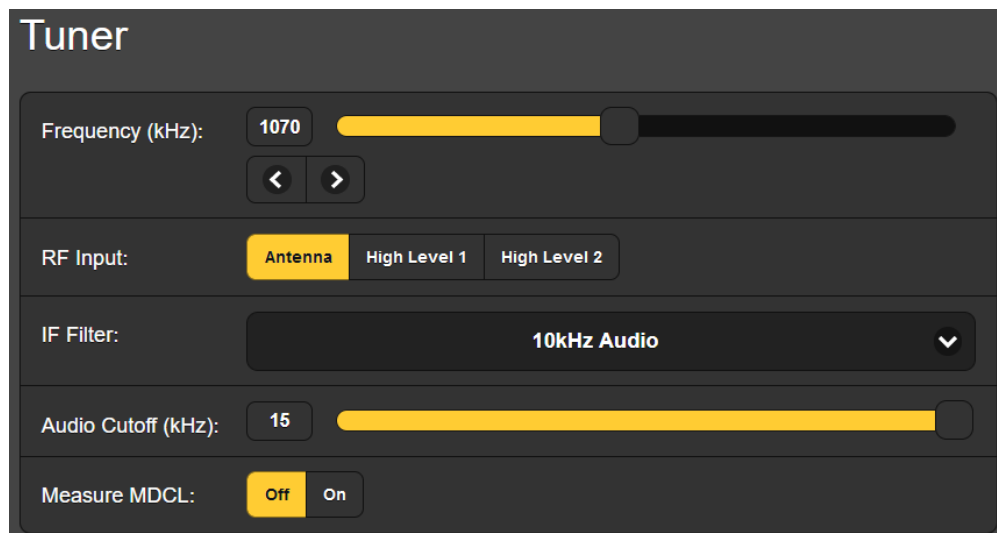 Tuner
Frequency (kHz): 1070
RF Input: Antenna High Level 1 High Level 2
IF Filter: 10kHz Audio
Audio Cutoff (kHz): 15
Measure MDCL: Off On